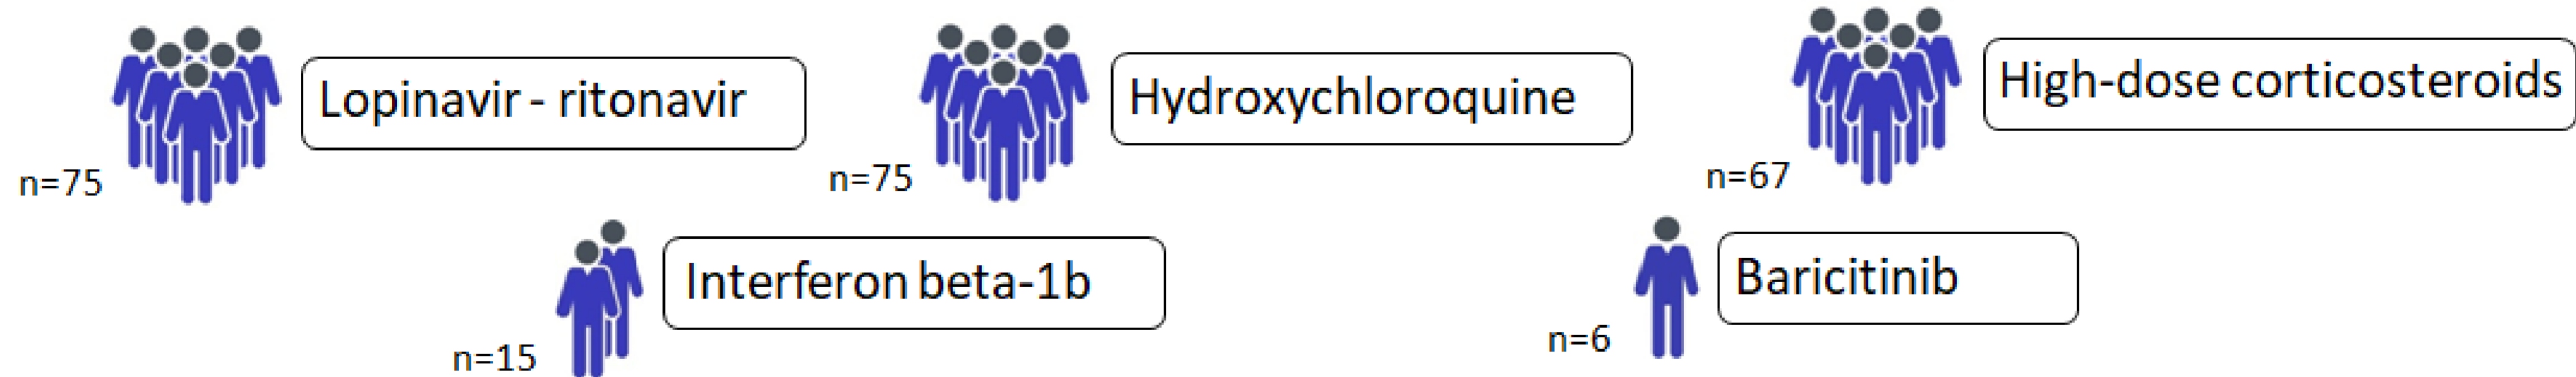 n=75
Lopinavir - ritonavir
n=75
Hydroxychloroquine
n=67
High-dose corticosteroids
n=15
Interferon beta-1b
n=6
Baricitinib